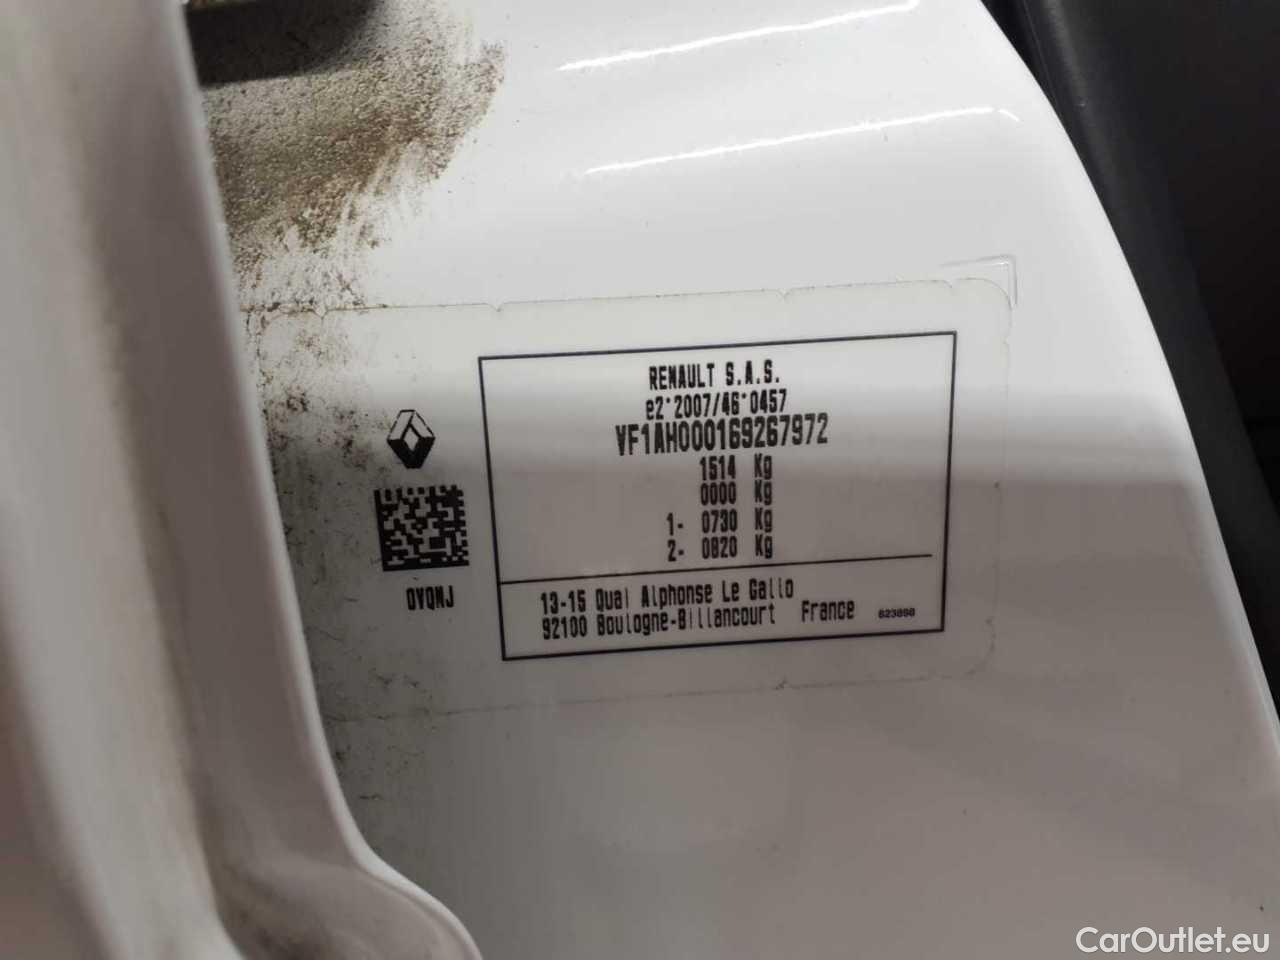 RENAULT S.A.S.
e2*2007/46*0457
VF1AH000169267972
1514 Kg
0000 Kg
1- 0730 Kg
2- 0820 Kg
OVQNJ
13-15 Quai Alphonse Le Gallo
92100 Boulogne-Billancourt France
623898
CarOutlet.eu